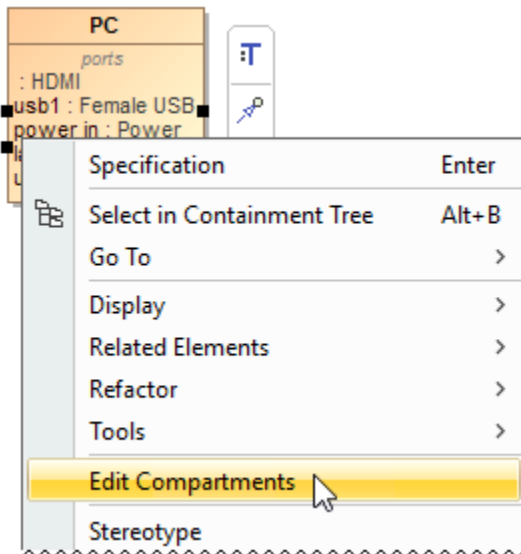 PC
ports
: HDMI
usb1 : Female USB
power in : Power
Specification Enter
Select in Containment Tree Alt+B
Go To
Display
Related Elements
Refactor
Tools
Edit Compartments
Stereotype